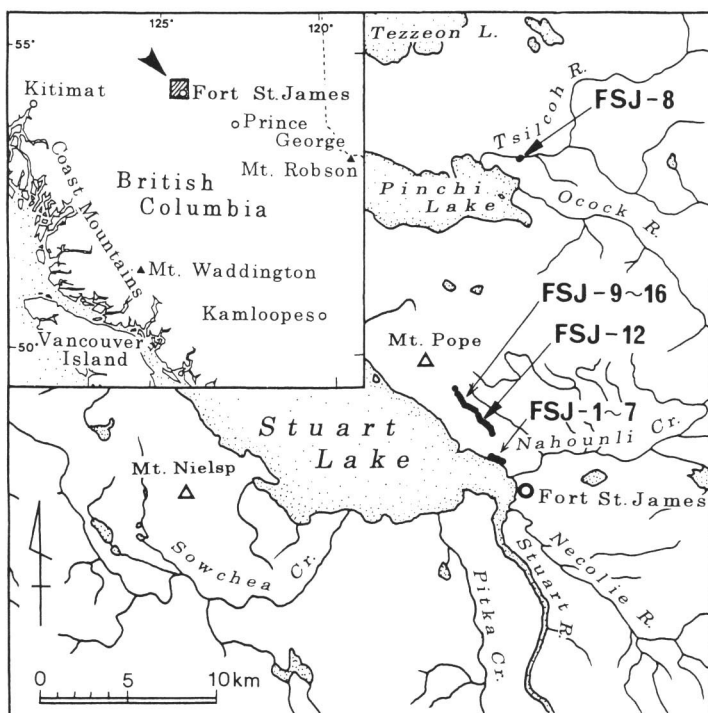 125°
120°
55°
Kitimat
Fort St. James
Prince
George
Mt. Robson
British
Columbia
Coast Mountains
Mt. Waddington
Kamloopes
50°
Vancouver
Island
Tezzeon L.
Tsilcoh R.
FSJ-8
Pinchi
Lake
Ocock R.
FSJ-9~16
Mt. Pope
FSJ-12
FSJ-1~7
Nahounli Cr.
Stuart
Lake
Mt. Nielsp
Fort St. James
Sowchea Cr.
Pitka Cr.
Stuart R.
Necolie R.
0 5 10km